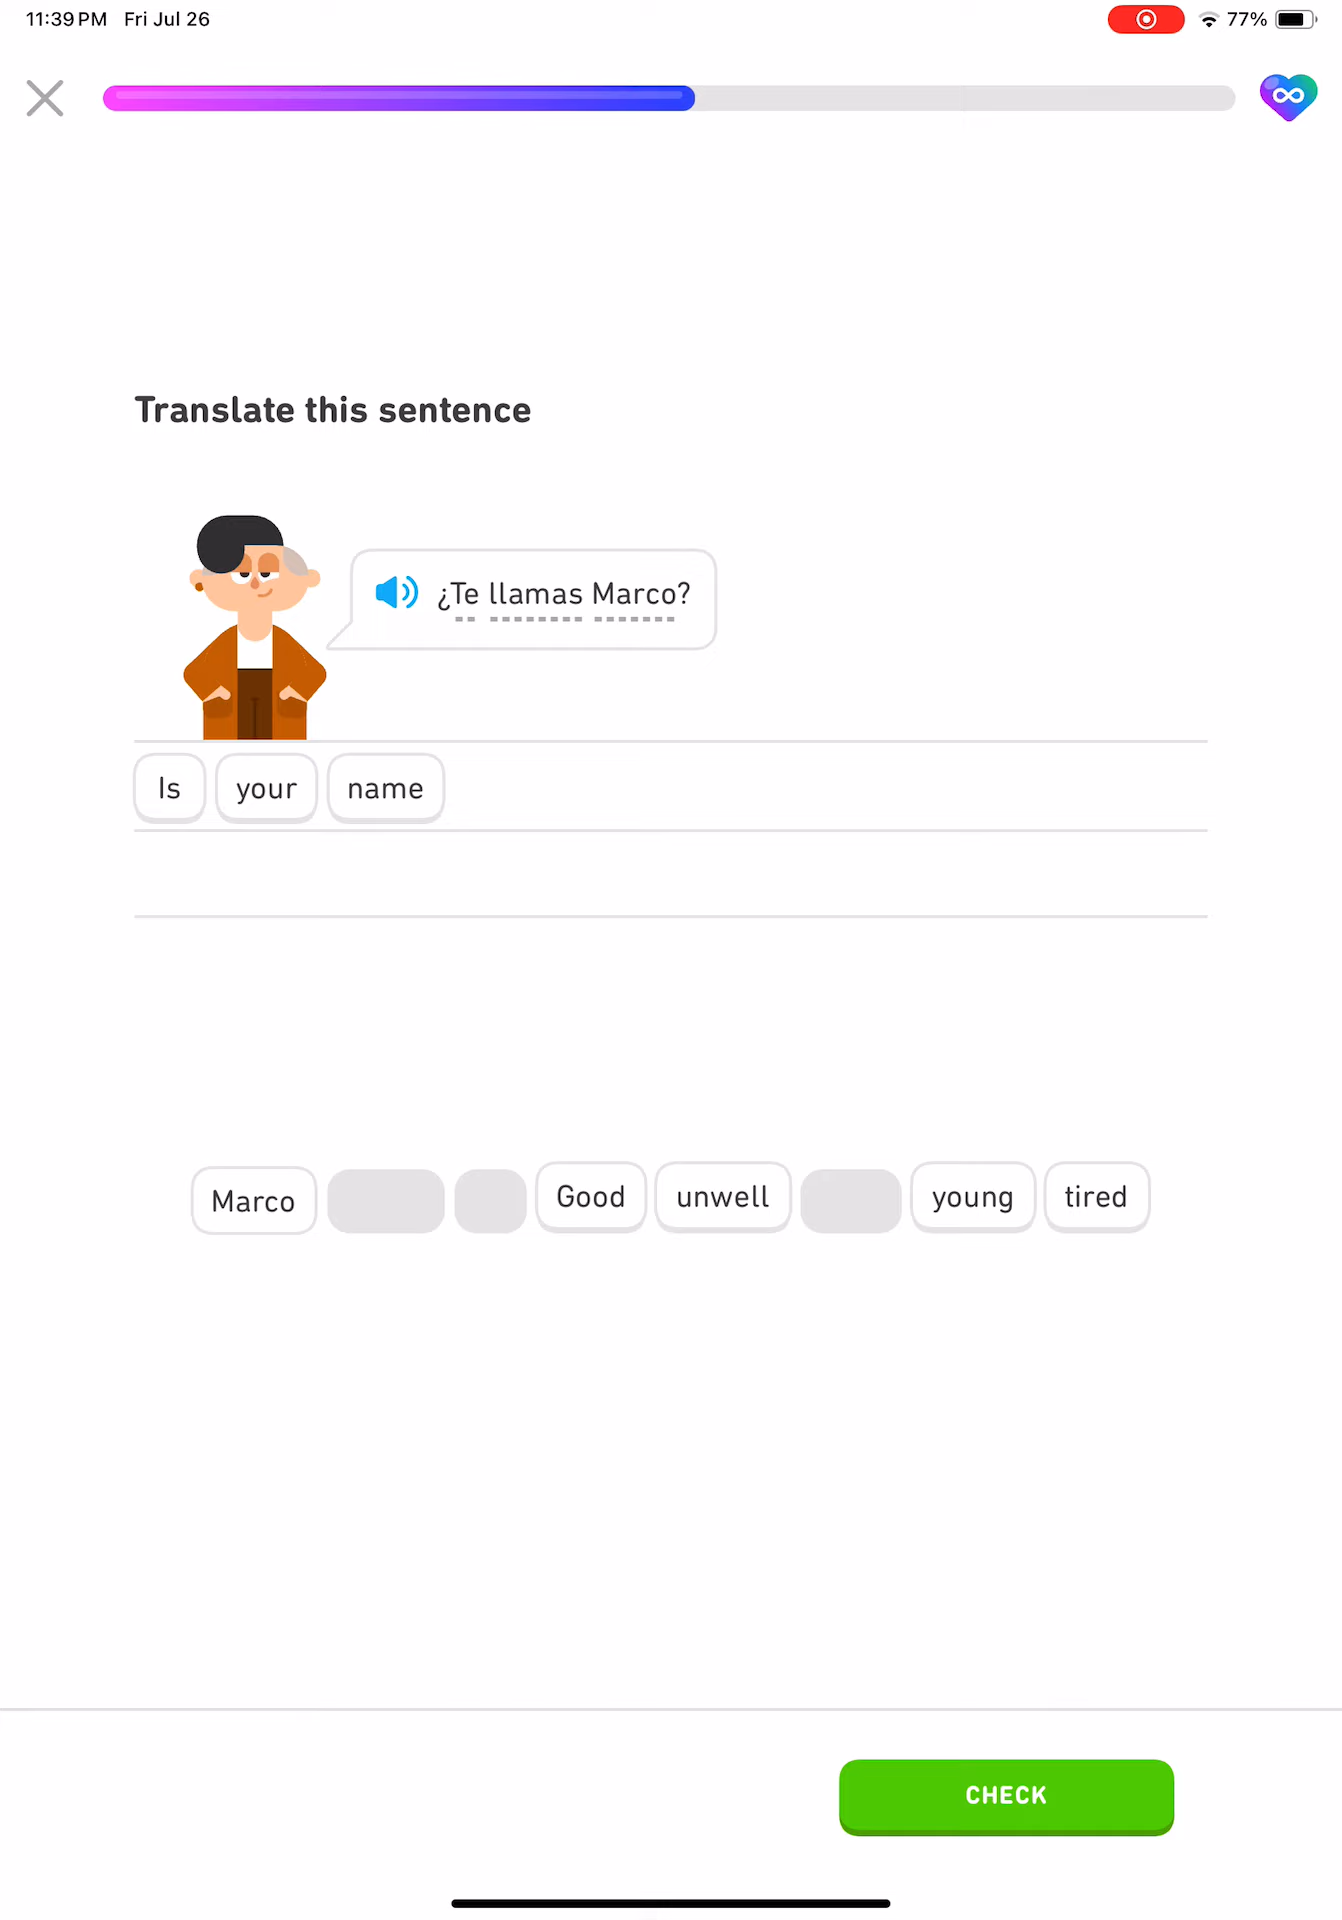 11:39 PM Fri Jul 26 77%
Translate this sentence
¿Te llamas Marco?
Is your name
Marco Good unwell young tired
CHECK